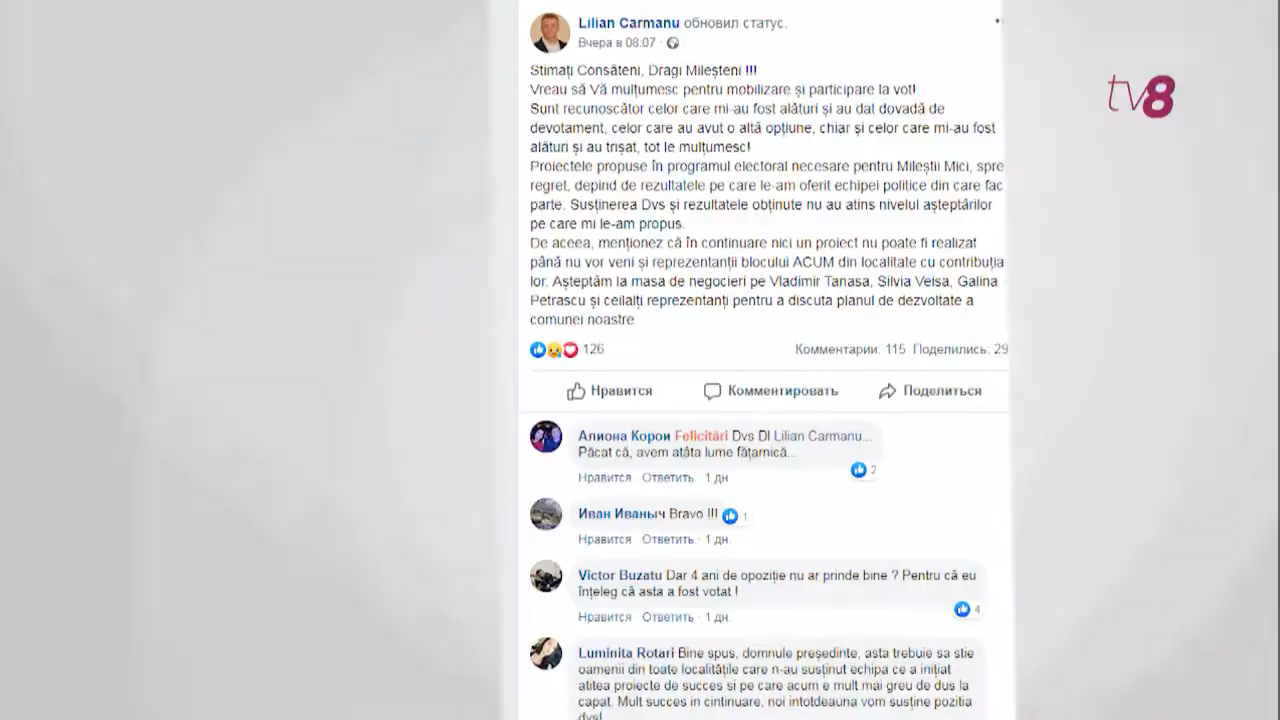 Lilian Carmanu обновил статус.
Вчера в 08:07
tv8
Stimați Consăteni, Dragi Mileșteni !!!
Vreau să Vă mulțumesc pentru mobilizare și participare la vot!
Sunt recunoscător celor care mi-au fost alături și au dat dovadă de
devotament, celor care au avut o altă opțiune, chiar și celor care mi-au fost
alături și au trișat, tot le mulțumesc!
Proiectele propuse în programul electoral necesare pentru Mileștii Mici, spre
regret, depind de rezultatele pe care le-am oferit echipei politice din care fac
parte. Susținerea Dvs și rezultatele obținute nu au atins nivelul așteptărilor
pe care mi le-am propus.
De aceea, menționez că în continuare nici un proiect nu poate fi realizat
până nu vor veni și reprezentanții blocului ACUM din localitate cu contribuția
lor. Așteptăm la masa de negocieri pe Vladimir Tanasa, Silvia Veisa, Galina
Petrascu și ceilalți reprezentanți pentru a discuta planul de dezvoltate a
comunei noastre
126 Комментарии: 115 Поделились: 29
Нравится Комментировать Поделиться
Алиона Корои Felicitări Dvs Dl Lilian Carmanu...
Păcat că, avem atâta lume fățarnică...
2
Нравится · Ответить · 1 дн
Иван Иваныч Bravo !!! 1
Нравится · Ответить · 1 дн.
Victor Buzatu Dar 4 ani de opoziție nu ar prinde bine ? Pentru că eu
înțeleg că asta a fost votat !
4
Нравится · Ответить · 1 дн.
Luminita Rotari Bine spus, domnule președinte, asta trebuie sa stie
oamenii din toate localitățile care n-au susținut echipa ce a inițiat
atitea proiecte de succes si pe care acum e mult mai greu de dus la
capat. Mult succes in cintinuare, noi intotdeauna vom susține pozitia
dvs!